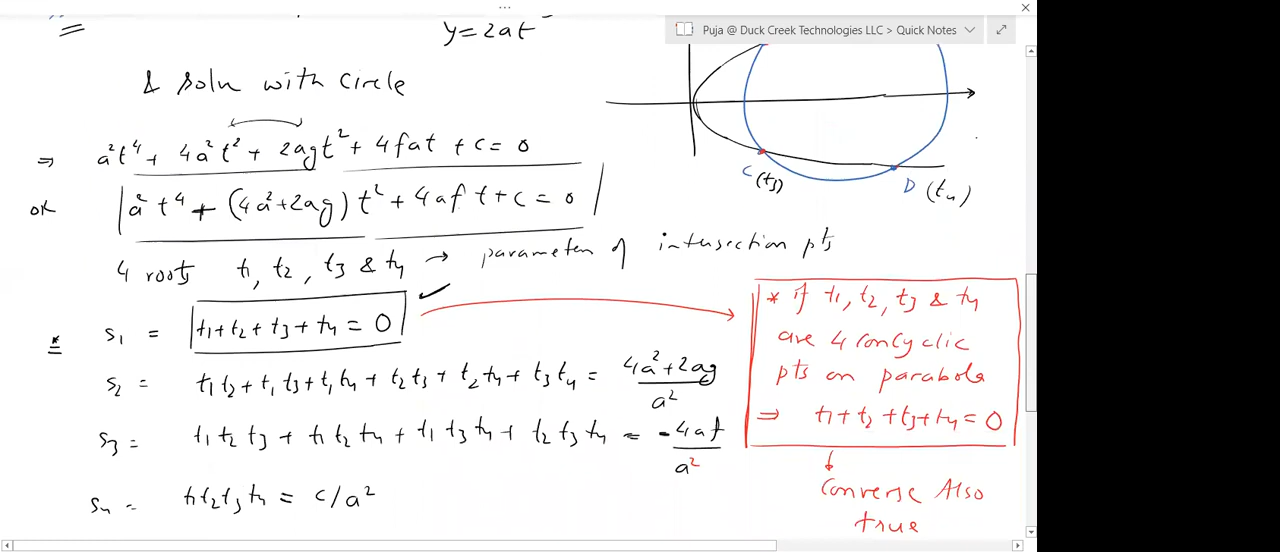 ...
Puja @ Duck Creek Technologies LLC > Quick Notes
y = 2at
& soln with circle
⇒ a²t⁴ + 4a²t² + 2agt² + 4fat + c = 0
or a²t⁴ + (4a²+2ag) t² + 4af t + c = 0
C (t₃)
D (t₄)
4 roots t₁, t₂, t₃ & t₄ → parameter of intersection pts
* S₁ = t₁+t₂+t₃+t₄ = 0
S₂ = t₁t₂+t₁t₃+t₁t₄+t₂t₃+t₂t₄+t₃t₄ = (4a²+2ag)/a²
S₃ = t₁t₂t₃ + t₁t₂t₄ + t₁t₃t₄ + t₂t₃t₄ = -4af/a²
S₄ = t₁t₂t₃t₄ = c/a²
* if t₁, t₂, t₃ & t₄
are 4 concyclic
pts on parabola
⇒ t₁+t₂+t₃+t₄ = 0
Converse Also
true